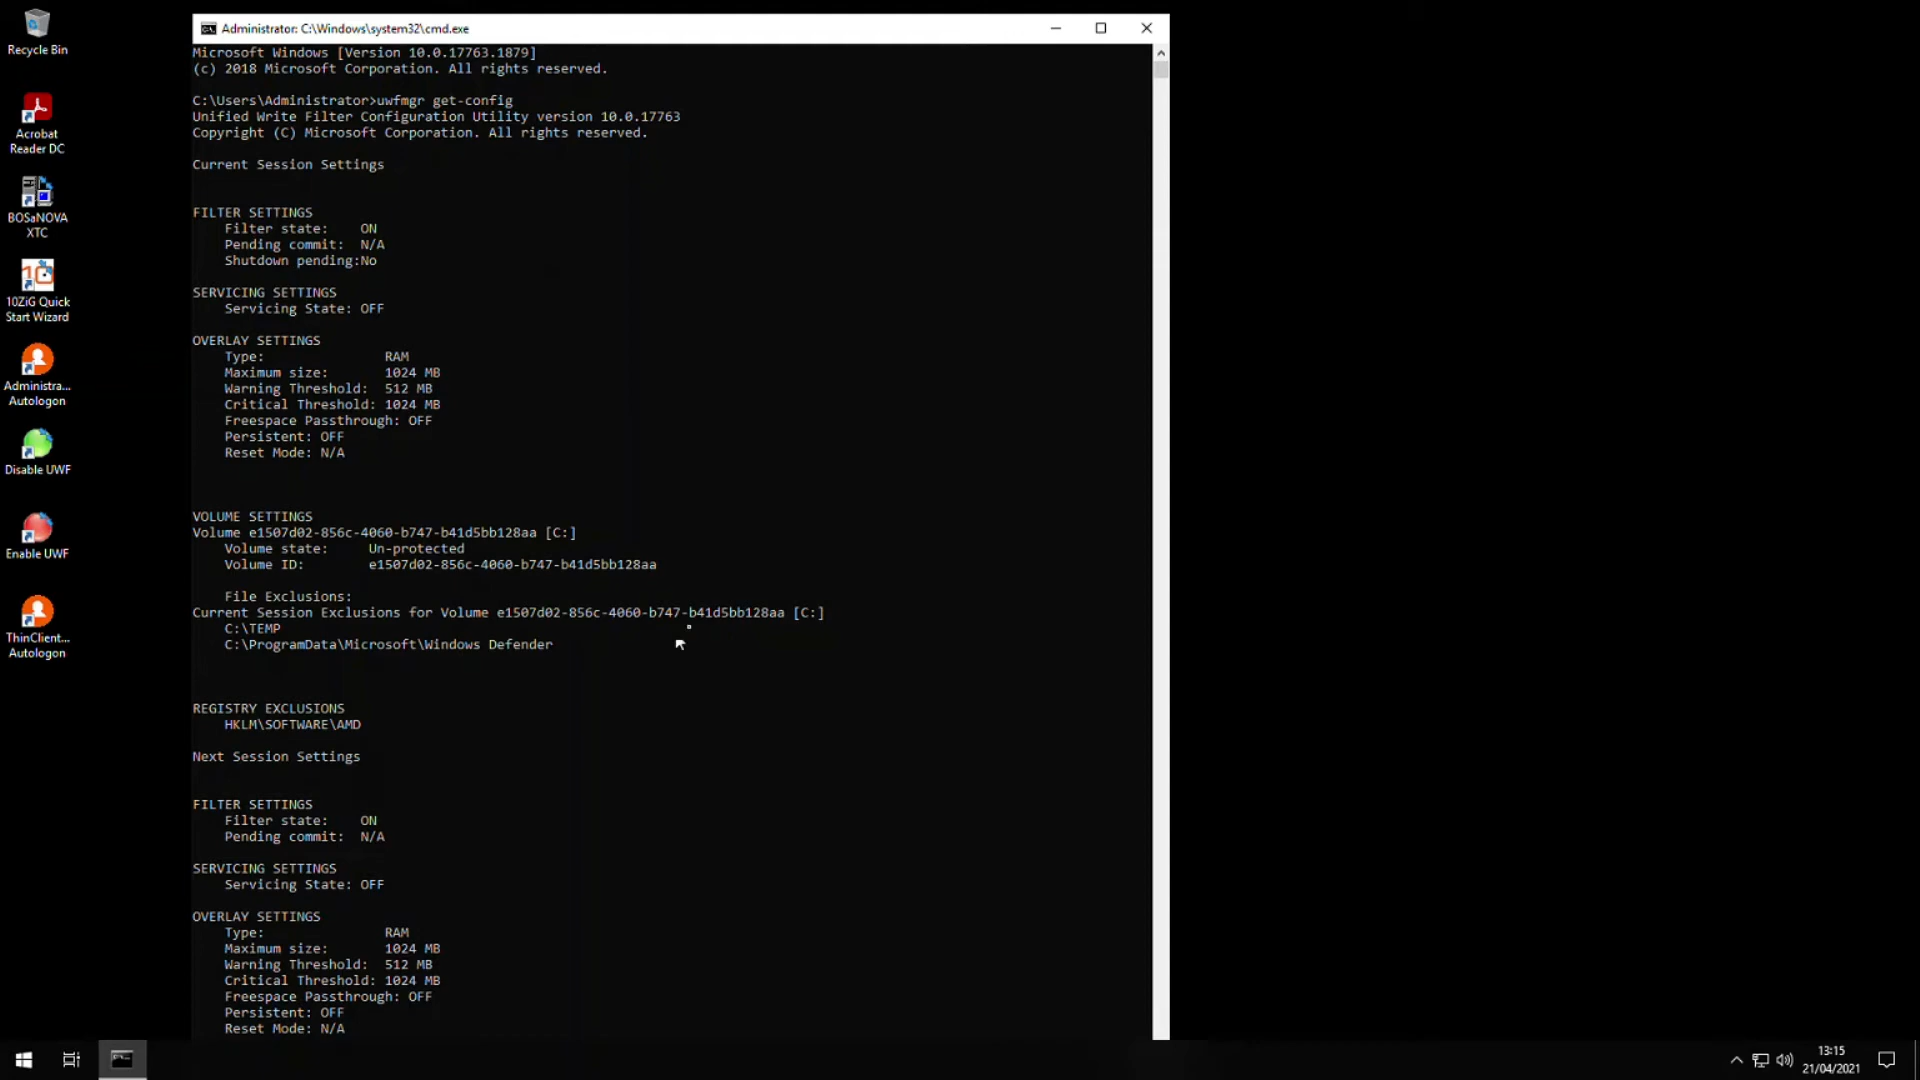 Recycle Bin
Acrobat
Reader DC
BOSaNOVA
XTC
10ZiG Quick
Start Wizard
Administra...
Autologon
Disable UWF
Enable UWF
ThinClient...
Autologon
Administrator: C:\Windows\system32\cmd.exe
Microsoft Windows [Version 10.0.17763.1879]
(c) 2018 Microsoft Corporation. All rights reserved.
C:\Users\Administrator>uwfmgr get-config
Unified Write Filter Configuration Utility version 10.0.17763
Copyright (C) Microsoft Corporation. All rights reserved.
Current Session Settings
FILTER SETTINGS
Filter state: ON
Pending commit: N/A
Shutdown pending:No
SERVICING SETTINGS
Servicing State: OFF
OVERLAY SETTINGS
Type: RAM
Maximum size: 1024 MB
Warning Threshold: 512 MB
Critical Threshold: 1024 MB
Freespace Passthrough: OFF
Persistent: OFF
Reset Mode: N/A
VOLUME SETTINGS
Volume e1507d02-856c-4060-b747-b41d5bb128aa [C:]
Volume state: Un-protected
Volume ID: e1507d02-856c-4060-b747-b41d5bb128aa
File Exclusions:
Current Session Exclusions for Volume e1507d02-856c-4060-b747-b41d5bb128aa [C:]
C:\TEMP
C:\ProgramData\Microsoft\Windows Defender
REGISTRY EXCLUSIONS
HKLM\SOFTWARE\AMD
Next Session Settings
FILTER SETTINGS
Filter state: ON
Pending commit: N/A
SERVICING SETTINGS
Servicing State: OFF
OVERLAY SETTINGS
Type: RAM
Maximum size: 1024 MB
Warning Threshold: 512 MB
Critical Threshold: 1024 MB
Freespace Passthrough: OFF
Persistent: OFF
Reset Mode: N/A
13:15
21/04/2021